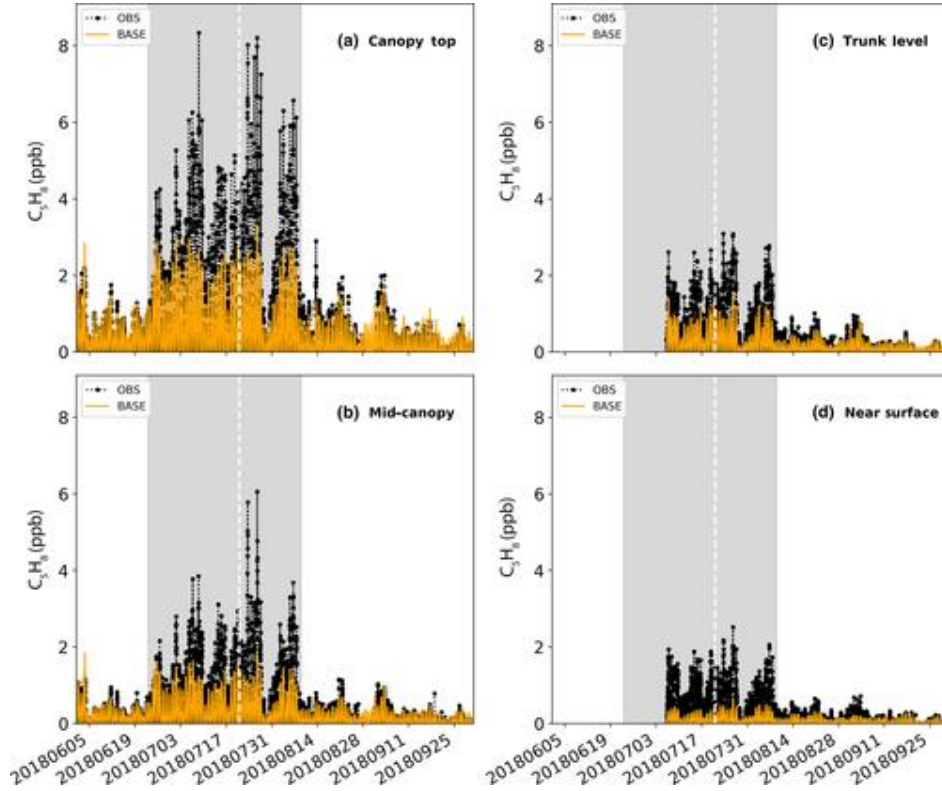 OBS
BASE
(a) Canopy top
8
6
4
2
0
C₅H₈ (ppb)
OBS
BASE
(c) Trunk level
8
6
4
2
0
C₅H₈ (ppb)
OBS
BASE
(b) Mid-canopy
8
6
4
2
0
C₅H₈ (ppb)
20180605
20180619
20180703
20180717
20180731
20180814
20180828
20180911
20180925
OBS
BASE
(d) Near surface
8
6
4
2
0
C₅H₈ (ppb)
20180605
20180619
20180703
20180717
20180731
20180814
20180828
20180911
20180925